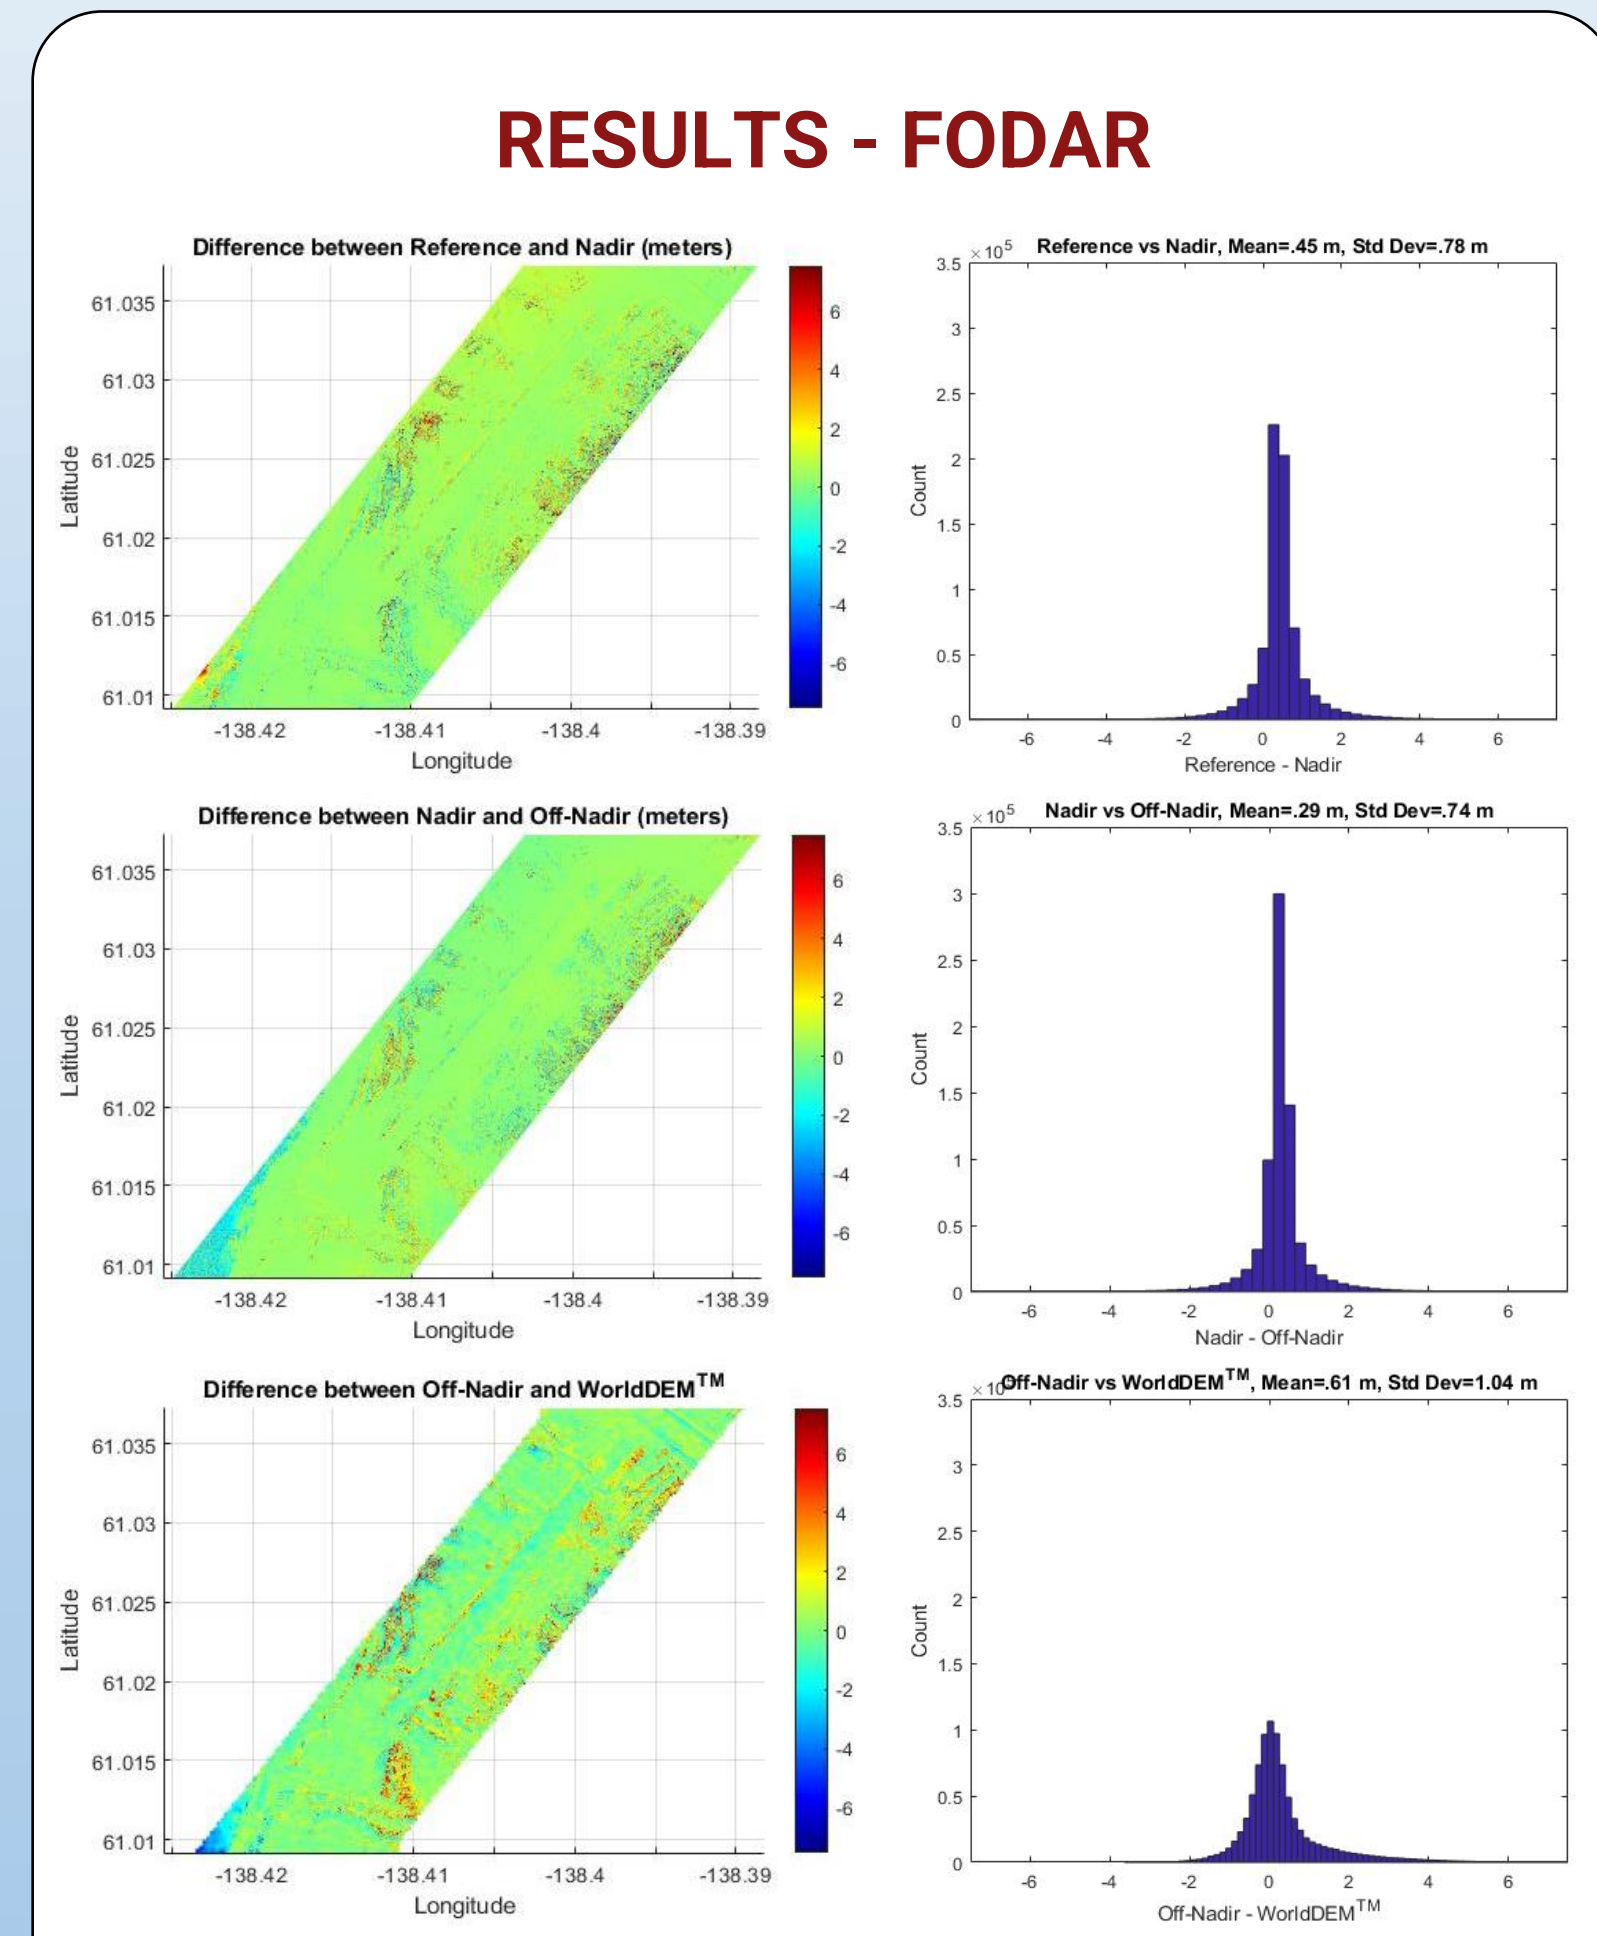 RESULTS - FODAR
Difference between Reference and Nadir (meters)
61.035
61.03
61.025
61.02
61.015
61.01
Latitude
-138.42 -138.41 -138.4 -138.39
Longitude
6
4
2
0
-2
-4
-6
Reference vs Nadir, Mean=.45 m, Std Dev=.78 m
×10^5
3.5
3
2.5
2
1.5
1
0.5
0
Count
-6 -4 -2 0 2 4 6
Reference - Nadir
Difference between Nadir and Off-Nadir (meters)
61.035
61.03
61.025
61.02
61.015
61.01
Latitude
-138.42 -138.41 -138.4 -138.39
Longitude
6
4
2
0
-2
-4
-6
Nadir vs Off-Nadir, Mean=.29 m, Std Dev=.74 m
×10^5
3.5
3
2.5
2
1.5
1
0.5
0
Count
-6 -4 -2 0 2 4 6
Nadir - Off-Nadir
Difference between Off-Nadir and WorldDEM™
61.035
61.03
61.025
61.02
61.015
61.01
Latitude
-138.42 -138.41 -138.4 -138.39
Longitude
6
4
2
0
-2
-4
-6
Off-Nadir vs WorldDEM™, Mean=.61 m, Std Dev=1.04 m
×10^5
3.5
3
2.5
2
1.5
1
0.5
0
Count
-6 -4 -2 0 2 4 6
Off-Nadir - WorldDEM™